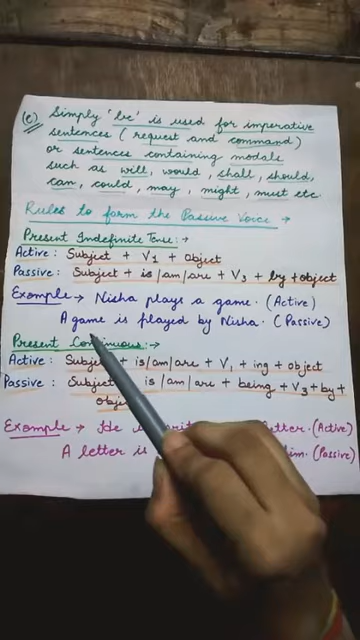 (e) Simply 'be' is used for imperative
sentences (request and command)
or sentences containing modals
such as will, would, shall, should,
can, could, may, might, must etc.
Rules to form the Passive Voice →
Present Indefinite Tense:→
Active: Subject + V1 + Object
Passive: Subject + is/am/are + V3 + by + object
Example → Nisha plays a game. (Active)
A game is played by Nisha. (Passive)
Present Continuous:→
Active: Subject + is/am/are + V1 + ing + object
Passive: Subject is/am/are + being + V3 + by +
Example → He is (Active)
A letter is (Passive)